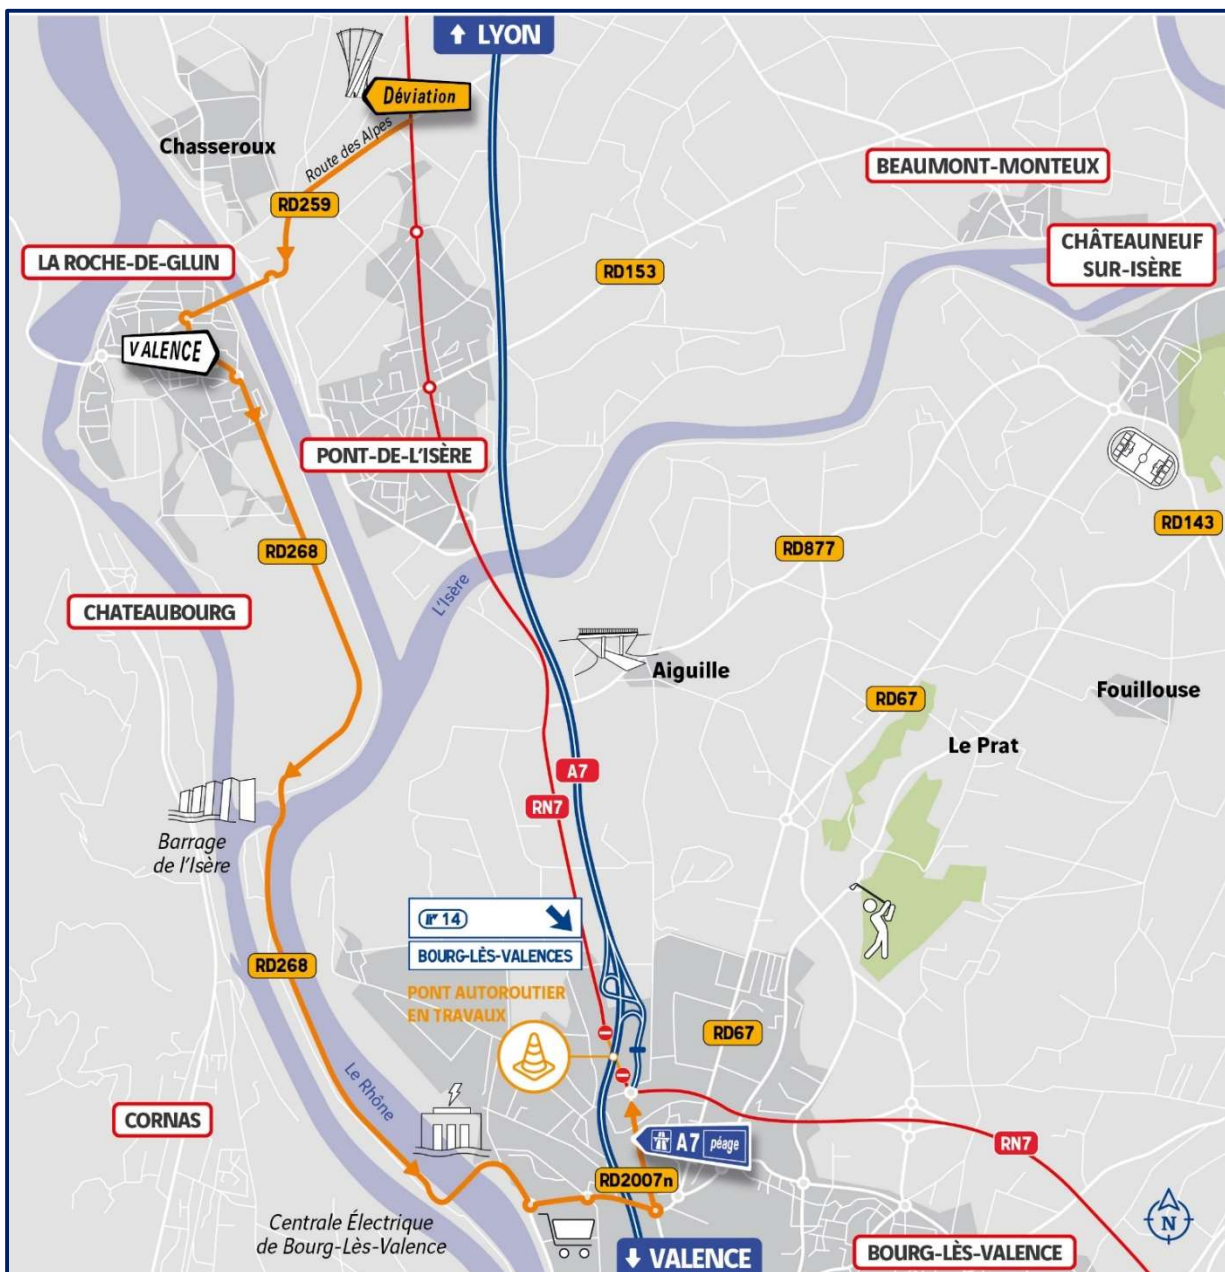 ↑ LYON
Déviation
Chasseroux
Route des Alpes
BEAUMONT-MONTEUX
RD259
CHÂTEAUNEUF
SUR-ISÈRE
LA ROCHE-DE-GLUN
RD153
VALENCE
PONT-DE-L'ISÈRE
RD143
RD268
RD877
L'Isère
CHATEAUBOURG
Aiguille
Fouillouse
RD67
Le Prat
A7
RN7
Barrage
de l'Isère
14
BOURG-LÈS-VALENCES
RD268
PONT AUTOROUTIER
EN TRAVAUX
RD67
Le Rhône
CORNAS
A7 péage
RN7
RD2007n
Centrale Électrique
de Bourg-Lès-Valence
↓ VALENCE
BOURG-LÈS-VALENCE
N